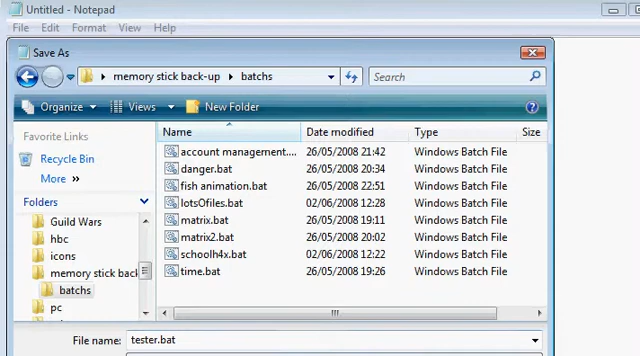 Untitled - Notepad
File Edit Format View Help
Save As
memory stick back-up batchs Search
Organize Views New Folder
Favorite Links
Recycle Bin
More »
Folders
Guild Wars
hbc
icons
memory stick back
batchs
pc
Name Date modified Type Size
account management.... 26/05/2008 21:42 Windows Batch File
danger.bat 26/05/2008 20:34 Windows Batch File
fish animation.bat 26/05/2008 22:51 Windows Batch File
lotsOfiles.bat 02/06/2008 12:28 Windows Batch File
matrix.bat 26/05/2008 19:11 Windows Batch File
matrix2.bat 26/05/2008 20:02 Windows Batch File
schoolh4x.bat 02/06/2008 12:22 Windows Batch File
time.bat 26/05/2008 19:26 Windows Batch File
File name: tester.bat